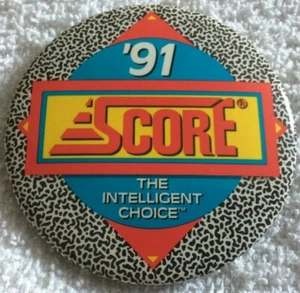 '91
SCORE®
THE
INTELLIGENT
CHOICE™